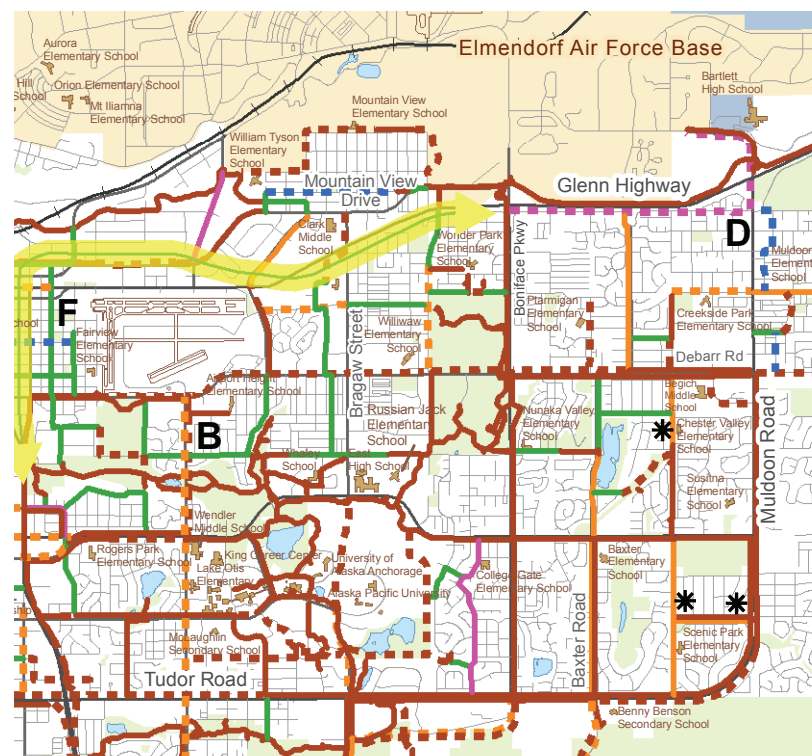 Aurora
Elementary School
Elmendorf Air Force Base
Hill
School
Orion Elementary School
Mt Iliamna
Elementary School
Bartlett
High School
Mountain View
Elementary School
William Tyson
Elementary
School
Mountain View
Drive
Glenn Highway
Clark
Middle
School
Wonder Park
Elementary
School
D
Muldoon
Element
School
Boniface Pkwy
Ptarmigan
Elementary
School
F
School
Fairview
Elementary
School
Williwaw
Elementary
School
Bragaw Street
Creekside Park
Elementary School
Debarr Rd
Airport Height
Elementary School
Begich
Middle
School
Russian Jack
Elementary
School
Nunaka Valley
Elementary
School
*
Chester Valley
Elementary
School
B
Muldoon Road
Whaley
School
East
High School
Susitna
Elementary
School
Wendler
Middle School
Rogers Park
Elementary School
King Career Center
Lake Otis
Elementary
University of
Alaska Anchorage
Alaska Pacific University
College Gate
Elementary School
Baxter
Elementary
School
Baxter Road
*
*
ship
McLaughlin
Secondary School
Scenic Park
Elementary
School
Tudor Road
Benny Benson
Secondary School